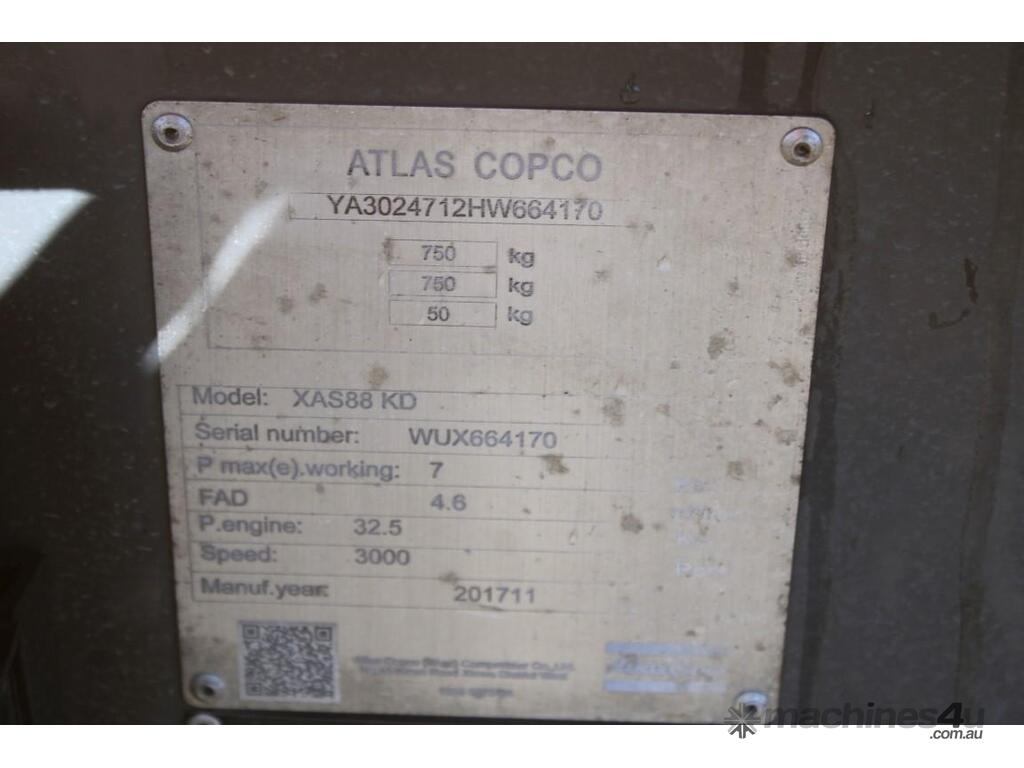 ATLAS COPCO
YA3024712HW664170
750 kg
750 kg
50 kg
Model: XAS88 KD
Serial number: WUX664170
P max(e).working: 7
FAD 4.6
P.engine: 32.5
Speed: 3000
Manuf.year: 201711
machines4u
.com.au